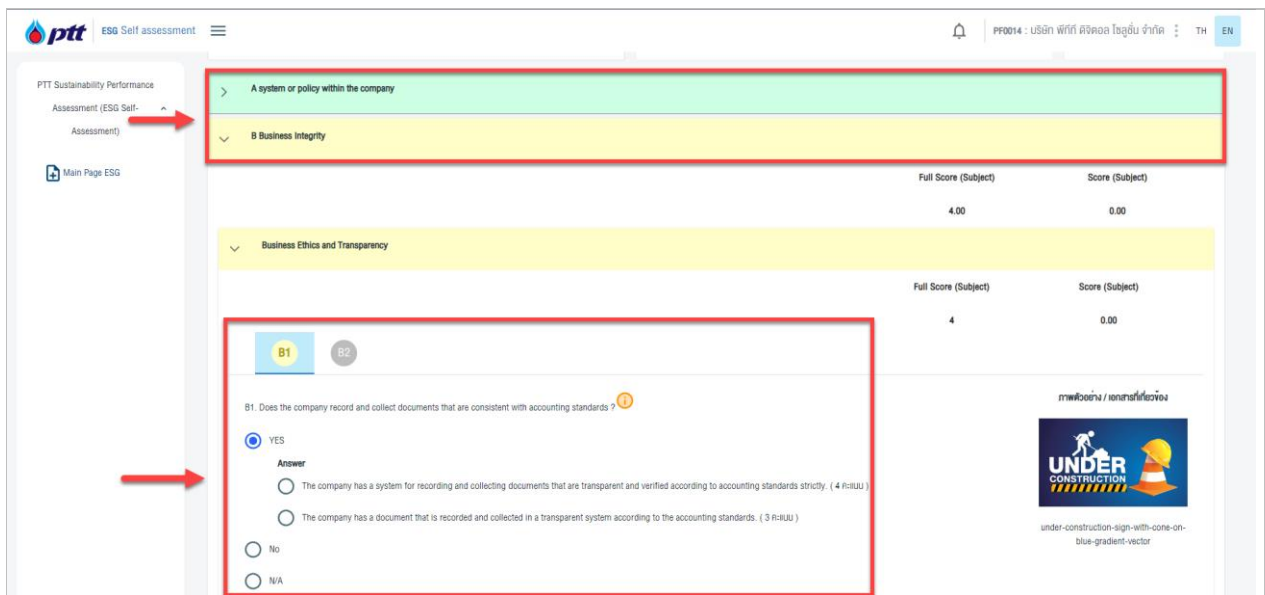 ptt
ESG Self assessment
PF0014 : บริษัท พีทีที ดิจิตอล โซลูชั่น จำกัด
TH
EN
PTT Sustainability Performance
Assessment (ESG Self-
Assessment)
Main Page ESG
A system or policy within the company
B Business Integrity
Full Score (Subject) Score (Subject)
4.00 0.00
Business Ethics and Transparency
Full Score (Subject) Score (Subject)
4 0.00
B1 B2
B1. Does the company record and collect documents that are consistent with accounting standards ?
YES
Answer
The company has a system for recording and collecting documents that are transparent and verified according to accounting standards strictly. ( 4 คะแนน )
The company has a document that is recorded and collected in a transparent system according to the accounting standards. ( 3 คะแนน )
No
N/A
ภาพตัวอย่าง / เอกสารที่เกี่ยวข้อง
UNDER
CONSTRUCTION
under-construction-sign-with-cone-on-
blue-gradient-vector